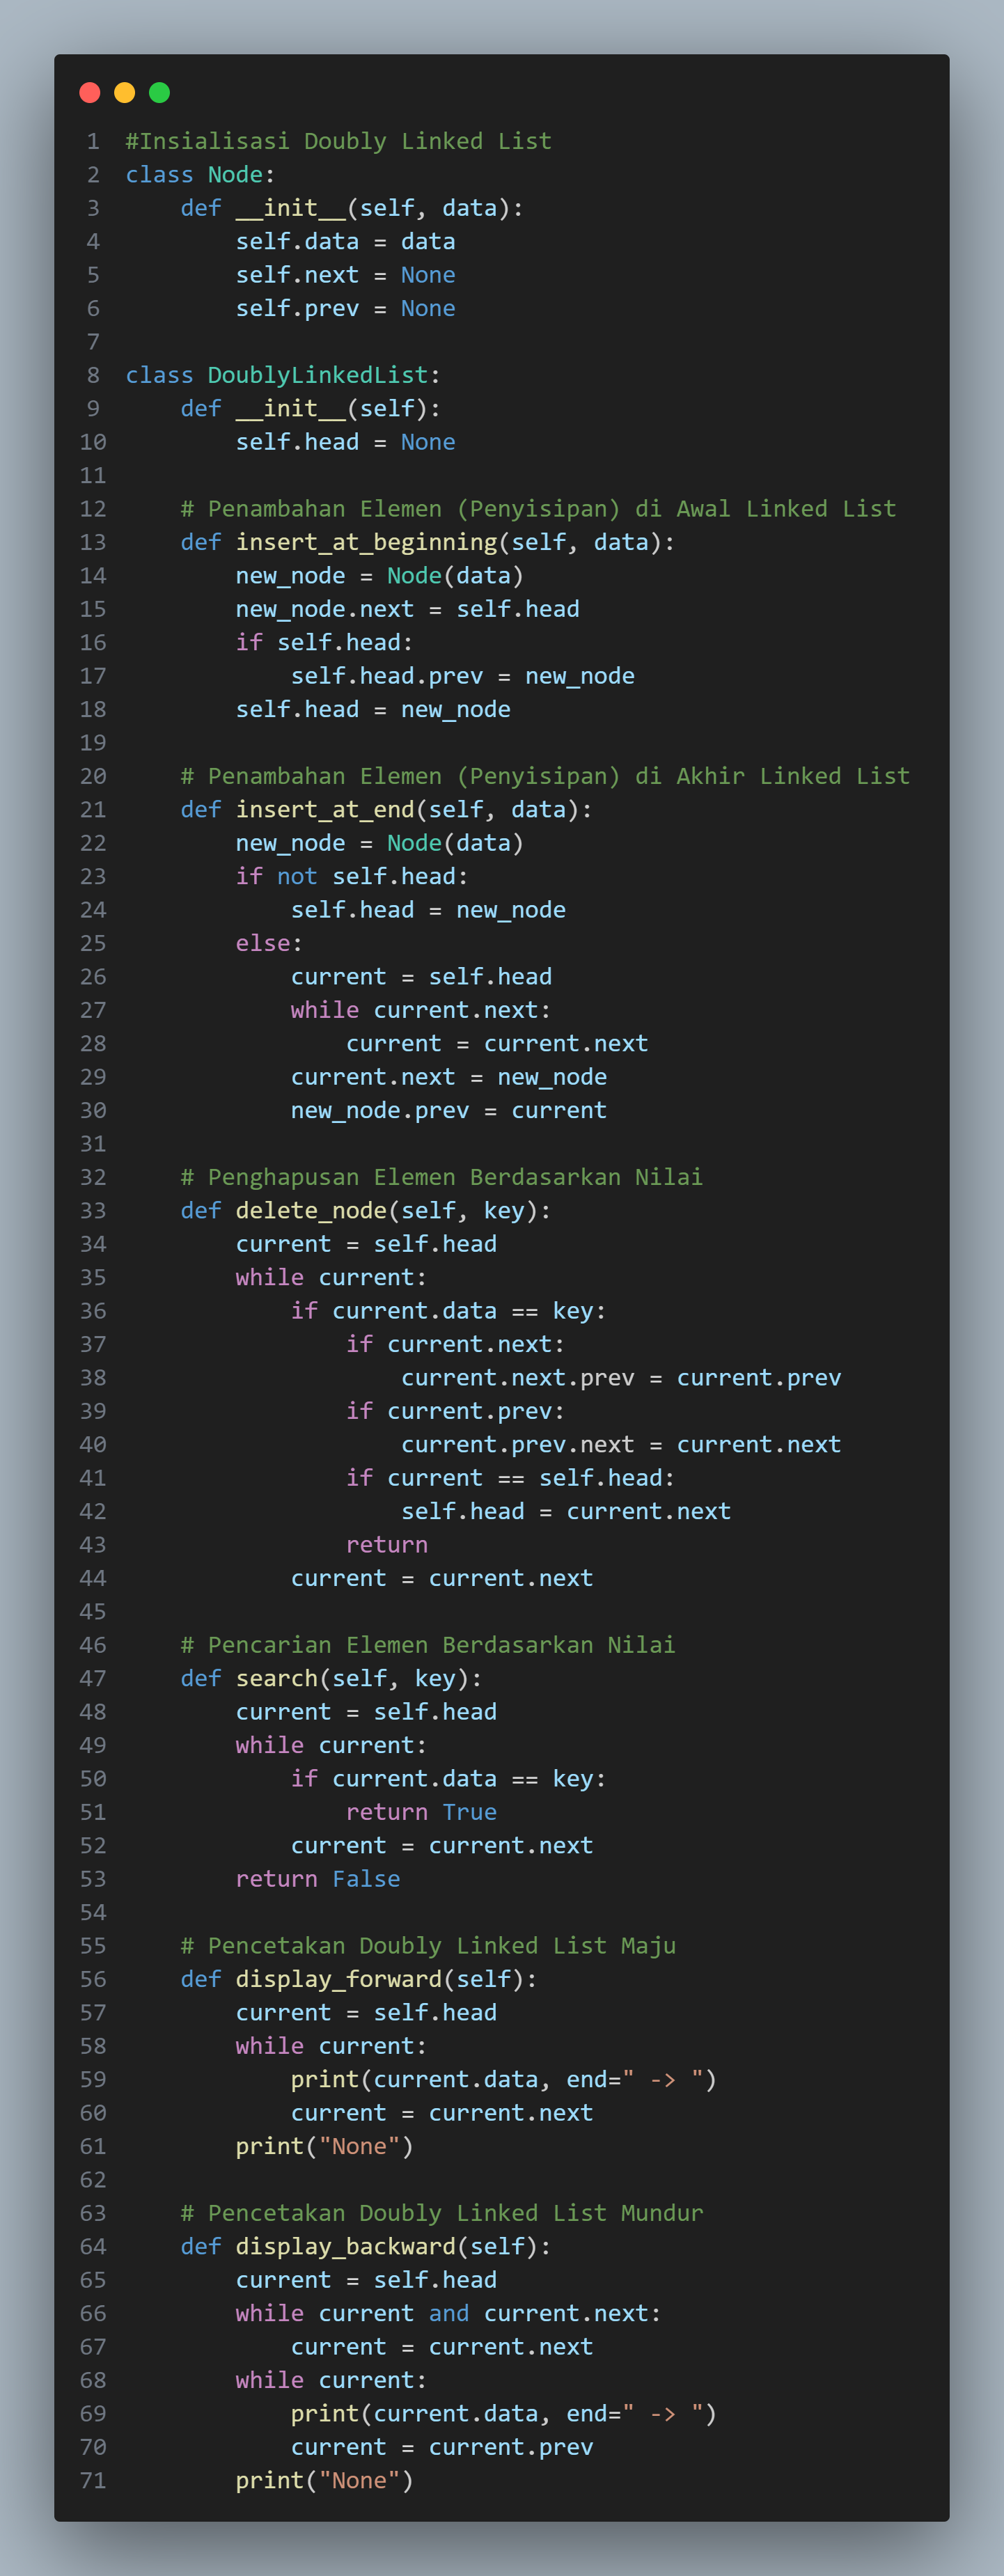 1 #Insialisasi Doubly Linked List
2 class Node:
3     def __init__(self, data):
4         self.data = data
5         self.next = None
6         self.prev = None
7
8 class DoublyLinkedList:
9     def __init__(self):
10         self.head = None
11
12     # Penambahan Elemen (Penyisipan) di Awal Linked List
13     def insert_at_beginning(self, data):
14         new_node = Node(data)
15         new_node.next = self.head
16         if self.head:
17             self.head.prev = new_node
18         self.head = new_node
19
20     # Penambahan Elemen (Penyisipan) di Akhir Linked List
21     def insert_at_end(self, data):
22         new_node = Node(data)
23         if not self.head:
24             self.head = new_node
25         else:
26             current = self.head
27             while current.next:
28                 current = current.next
29             current.next = new_node
30             new_node.prev = current
31
32     # Penghapusan Elemen Berdasarkan Nilai
33     def delete_node(self, key):
34         current = self.head
35         while current:
36             if current.data == key:
37                 if current.next:
38                     current.next.prev = current.prev
39                 if current.prev:
40                     current.prev.next = current.next
41                 if current == self.head:
42                     self.head = current.next
43                 return
44             current = current.next
45
46     # Pencarian Elemen Berdasarkan Nilai
47     def search(self, key):
48         current = self.head
49         while current:
50             if current.data == key:
51                 return True
52             current = current.next
53         return False
54
55     # Pencetakan Doubly Linked List Maju
56     def display_forward(self):
57         current = self.head
58         while current:
59             print(current.data, end=" -> ")
60             current = current.next
61         print("None")
62
63     # Pencetakan Doubly Linked List Mundur
64     def display_backward(self):
65         current = self.head
66         while current and current.next:
67             current = current.next
68         while current:
69             print(current.data, end=" -> ")
70             current = current.prev
71         print("None")